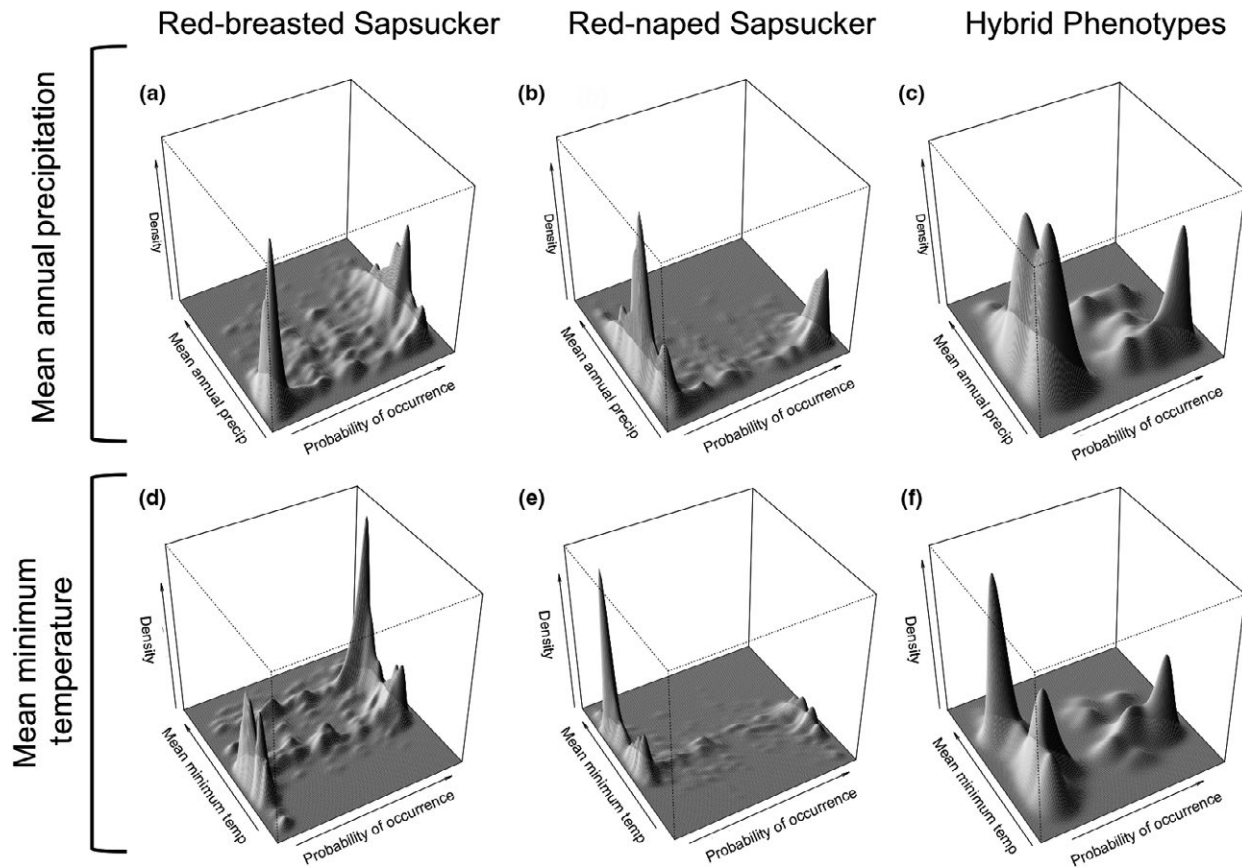 Red-breasted Sapsucker
Red-naped Sapsucker
Hybrid Phenotypes
Mean annual precipitation
(a)
Density
Mean annual precip
Probability of occurrence
(b)
Density
Mean annual precip
Probability of occurrence
(c)
Density
Mean annual precip
Probability of occurrence
Mean minimum
temperature
(d)
Density
Mean minimum temp
Probability of occurrence
(e)
Density
Mean minimum temp
Probability of occurrence
(f)
Density
Mean minimum temp
Probability of occurrence